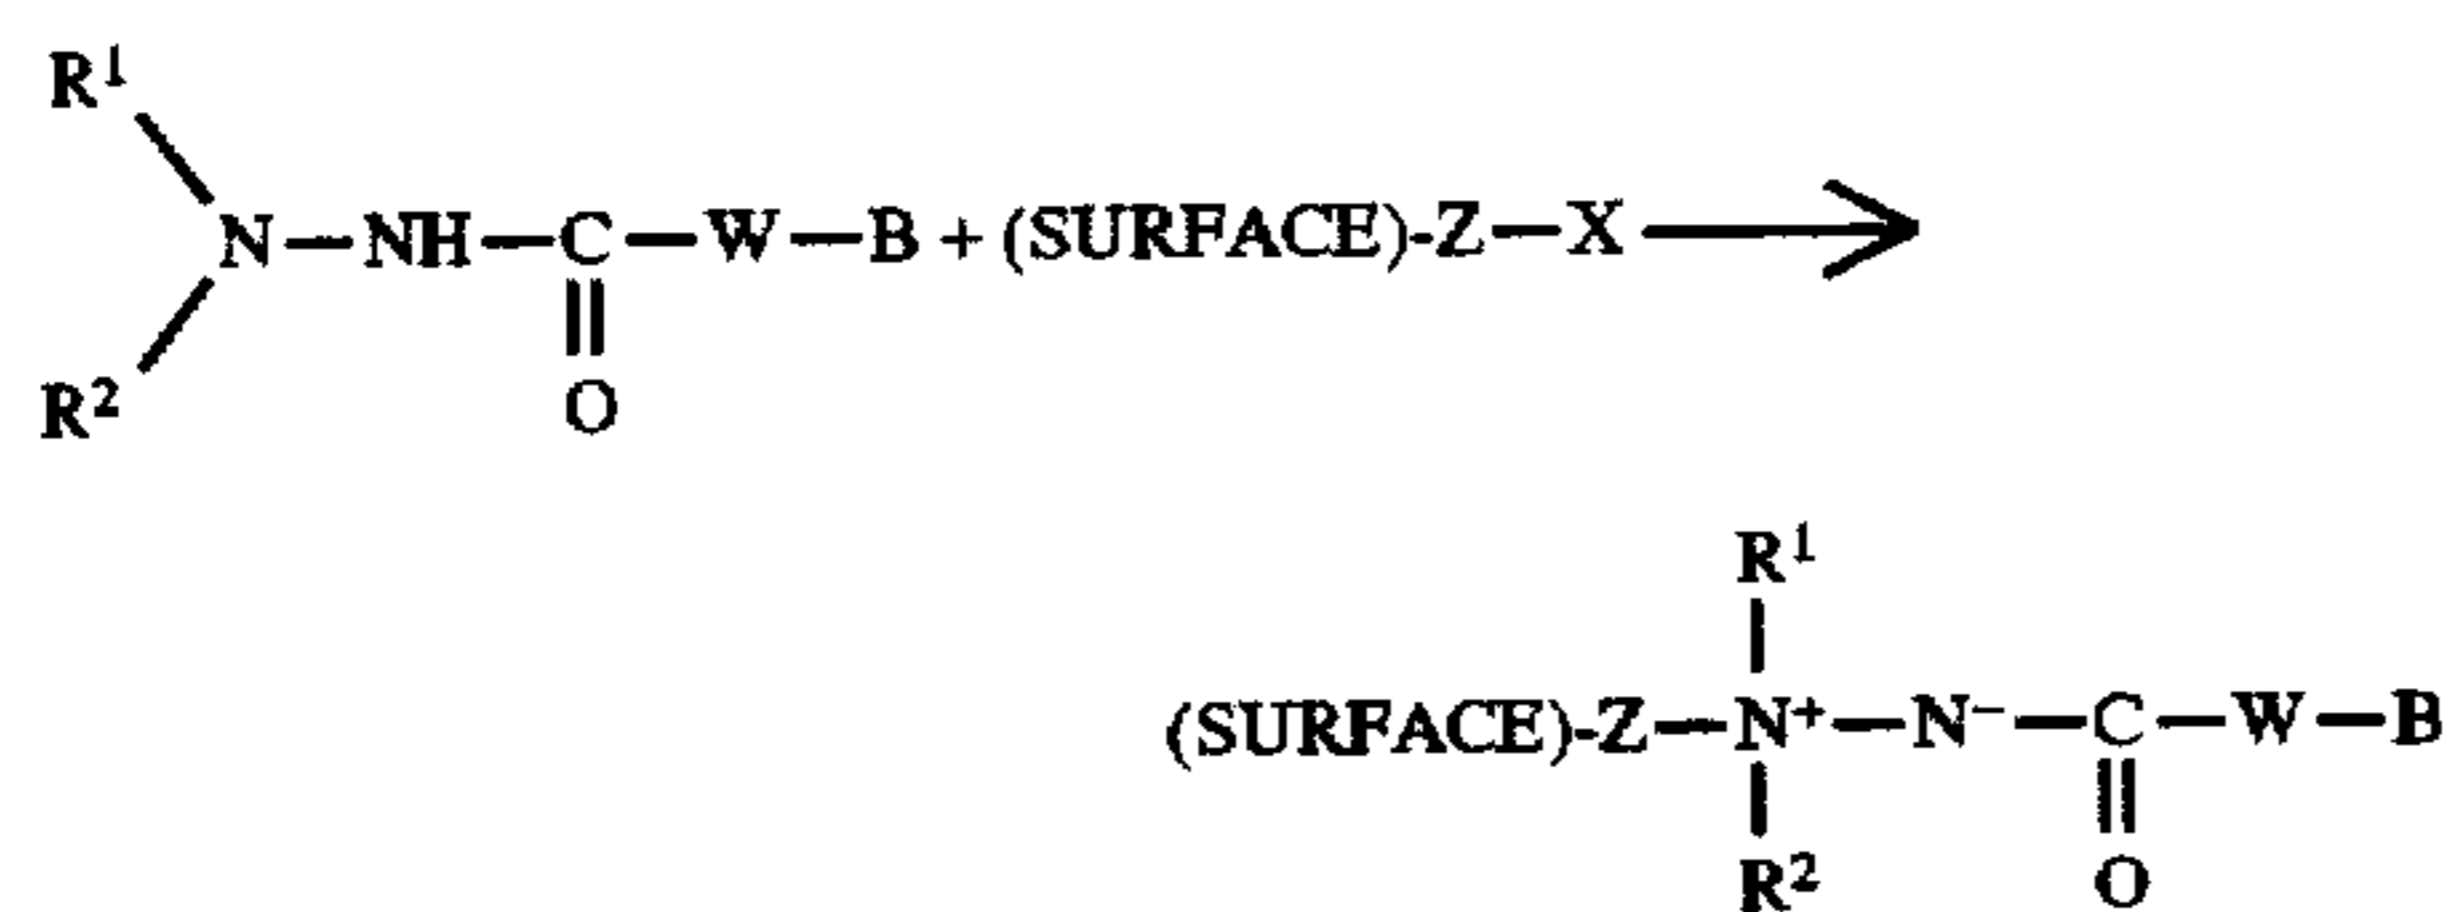 R¹
N—NH—C—W—B + (SURFACE)-Z—X
R²
O
R¹
(SURFACE)-Z—N⁺—N⁻—C—W—B
R²
O